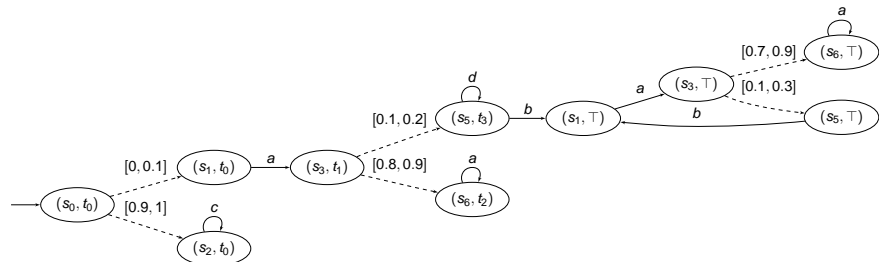 a
[0.7, 0.9]
(s6, ⊤)
d
a
(s3, ⊤)
[0.1, 0.3]
[0.1, 0.2]
(s5, t3)
b
(s1, ⊤)
b
(s5, ⊤)
[0, 0.1]
(s1, t0)
a
(s3, t1)
[0.8, 0.9]
a
(s6, t2)
(s0, t0)
[0.9, 1]
c
(s2, t0)